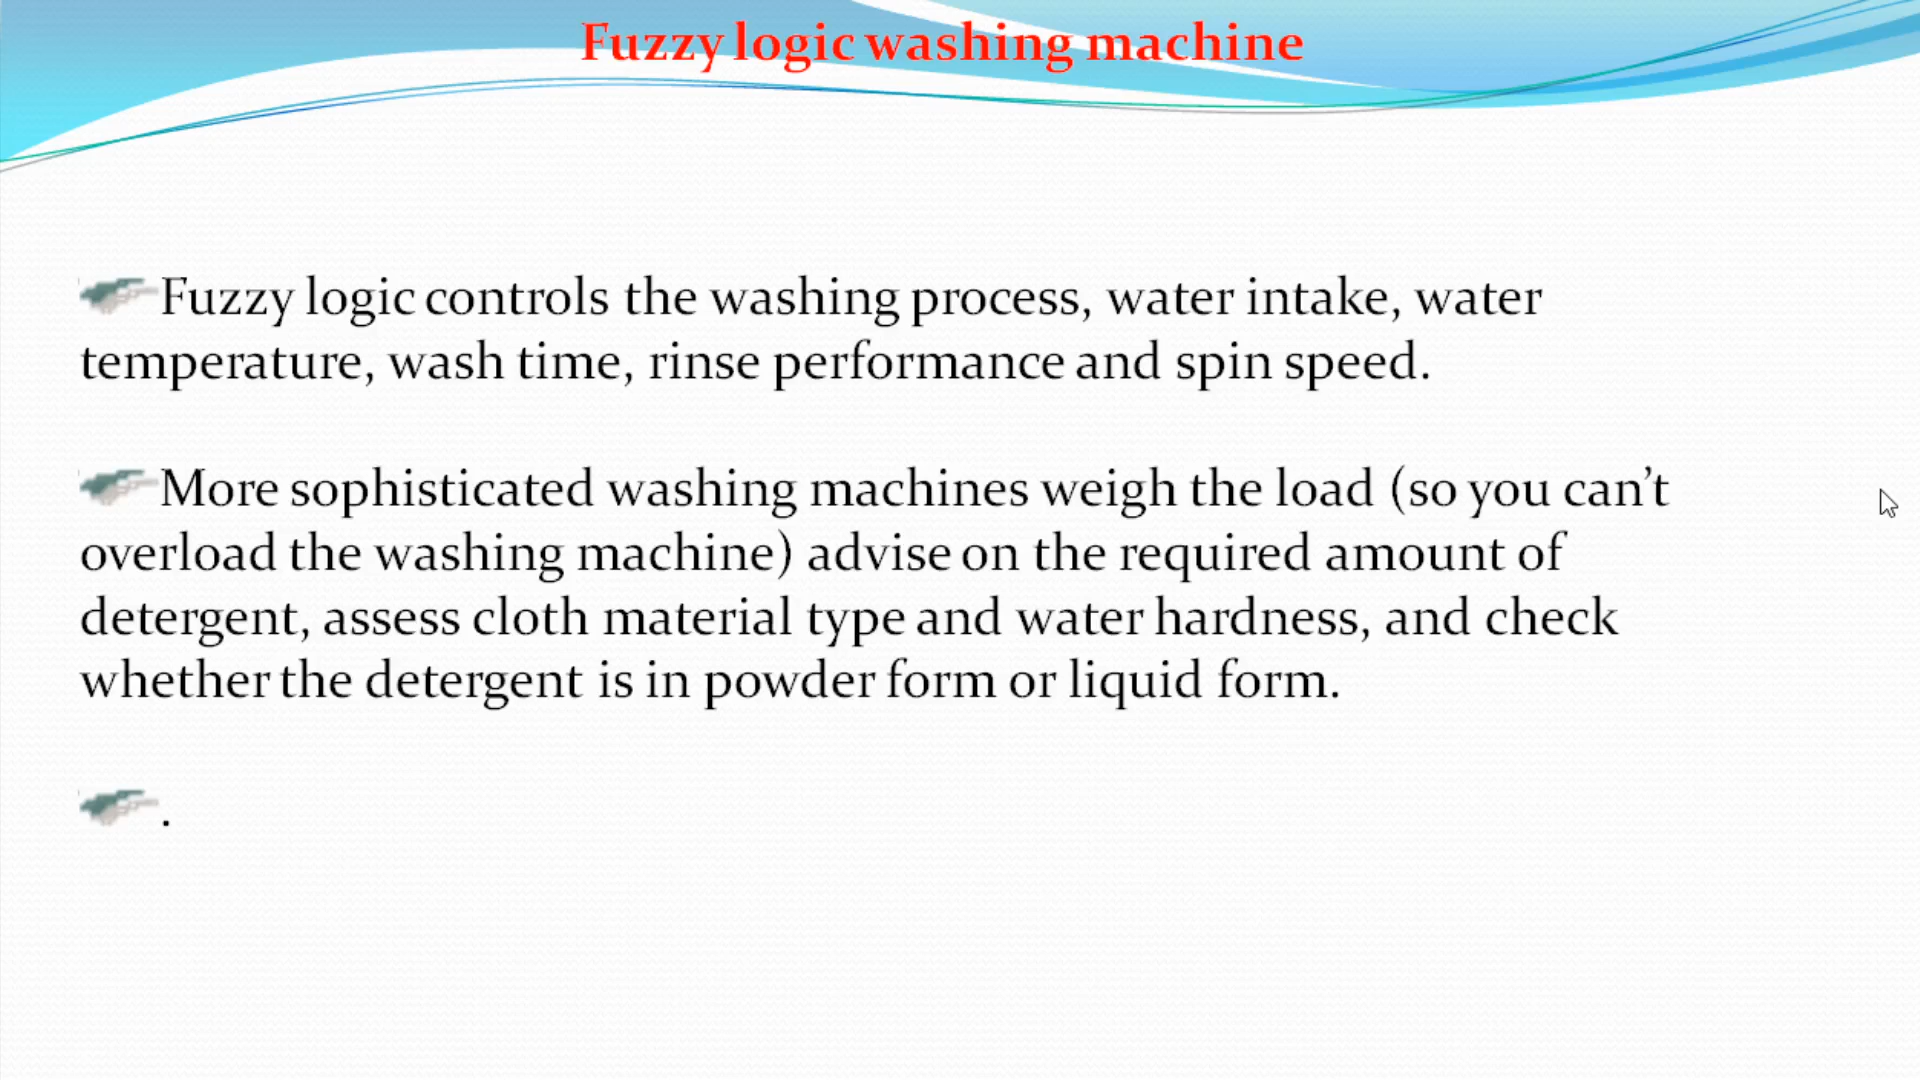 Fuzzy logic washing machine
Fuzzy logic controls the washing process, water intake, water
temperature, wash time, rinse performance and spin speed.
More sophisticated washing machines weigh the load (so you can’t
overload the washing machine) advise on the required amount of
detergent, assess cloth material type and water hardness, and check
whether the detergent is in powder form or liquid form.
.